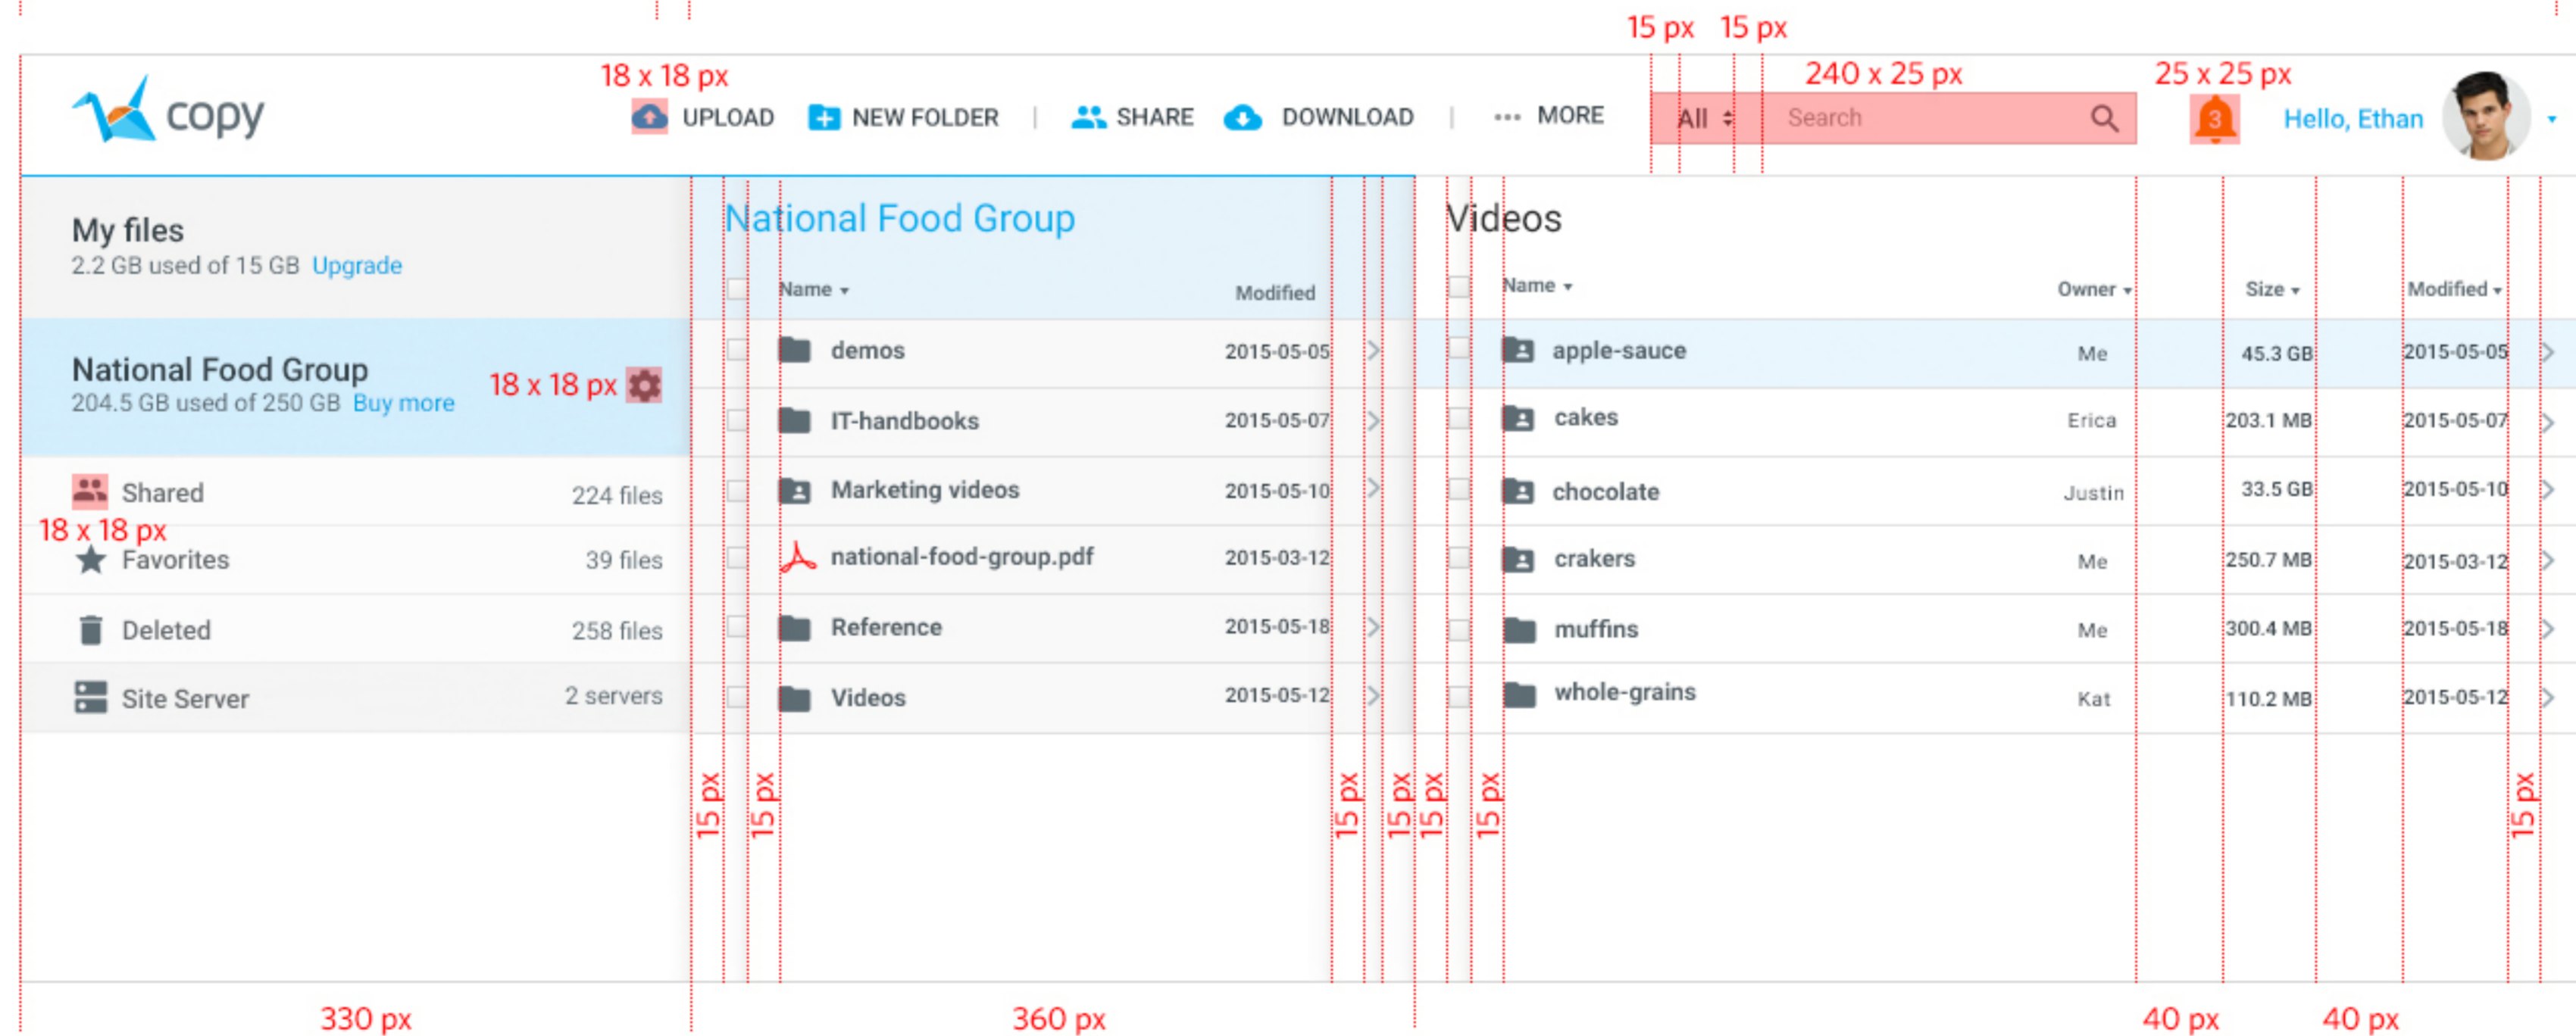 15 px 15 px
18 x 18 px 240 x 25 px 25 x 25 px
copy UPLOAD NEW FOLDER | SHARE DOWNLOAD | ••• MORE All Search 3 Hello, Ethan
My files
2.2 GB used of 15 GB Upgrade
National Food Group
204.5 GB used of 250 GB Buy more
18 x 18 px
Shared 224 files
18 x 18 px
Favorites 39 files
Deleted 258 files
Site Server 2 servers
National Food Group
Name Modified
demos 2015-05-05
IT-handbooks 2015-05-07
Marketing videos 2015-05-10
national-food-group.pdf 2015-03-12
Reference 2015-05-18
Videos 2015-05-12
Videos
Name Owner Size Modified
apple-sauce Me 45.3 GB 2015-05-05
cakes Erica 203.1 MB 2015-05-07
chocolate Justin 33.5 GB 2015-05-10
crakers Me 250.7 MB 2015-03-12
muffins Me 300.4 MB 2015-05-18
whole-grains Kat 110.2 MB 2015-05-12
15 px 15 px 15 px 15 px 15 px 15 px 15 px
330 px 360 px 40 px 40 px